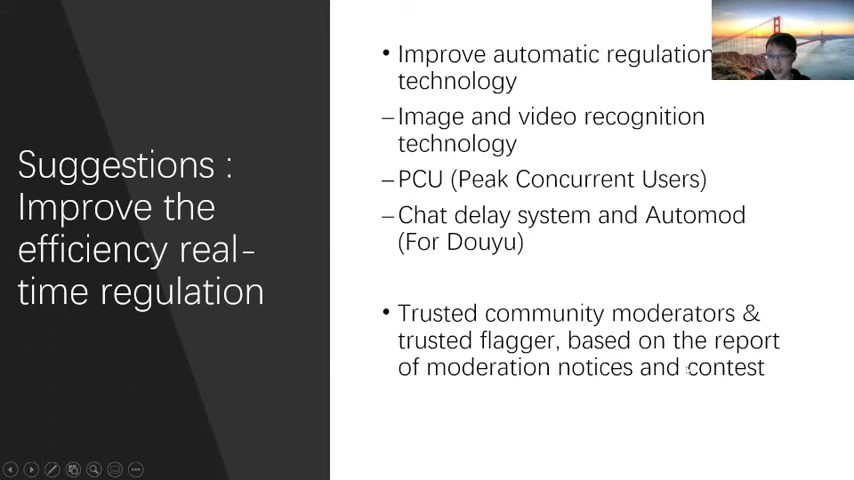 Suggestions :
Improve the
efficiency real-
time regulation
• Improve automatic regulation
technology
–Image and video recognition
technology
–PCU (Peak Concurrent Users)
–Chat delay system and Automod
(For Douyu)
• Trusted community moderators &
trusted flagger, based on the report
of moderation notices and contest